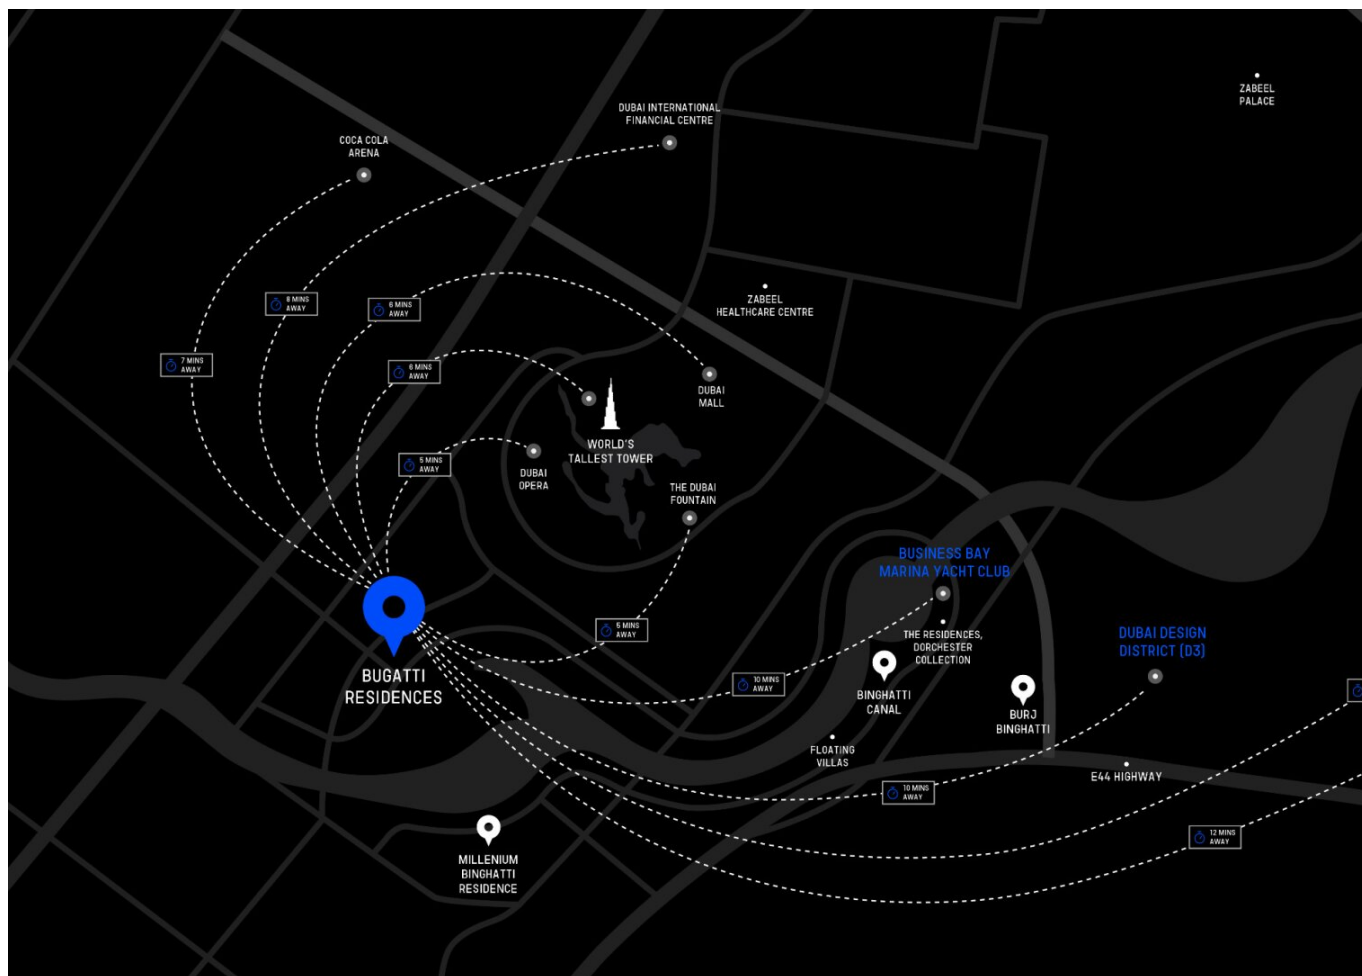 ZABEEL
PALACE
DUBAI INTERNATIONAL
FINANCIAL CENTRE
COCA COLA
ARENA
8 MINS
AWAY
6 MINS
AWAY
ZABEEL
HEALTHCARE CENTRE
7 MINS
AWAY
6 MINS
AWAY
DUBAI
MALL
WORLD'S
TALLEST TOWER
5 MINS
AWAY
DUBAI
OPERA
THE DUBAI
FOUNTAIN
BUSINESS BAY
MARINA YACHT CLUB
5 MINS
AWAY
THE RESIDENCES,
DORCHESTER
COLLECTION
DUBAI DESIGN
DISTRICT (D3)
BUGATTI
RESIDENCES
10 MINS
AWAY
BINGHATTI
CANAL
BURJ
BINGHATTI
FLOATING
VILLAS
E44 HIGHWAY
10 MINS
AWAY
12 MINS
AWAY
MILLENIUM
BINGHATTI
RESIDENCE